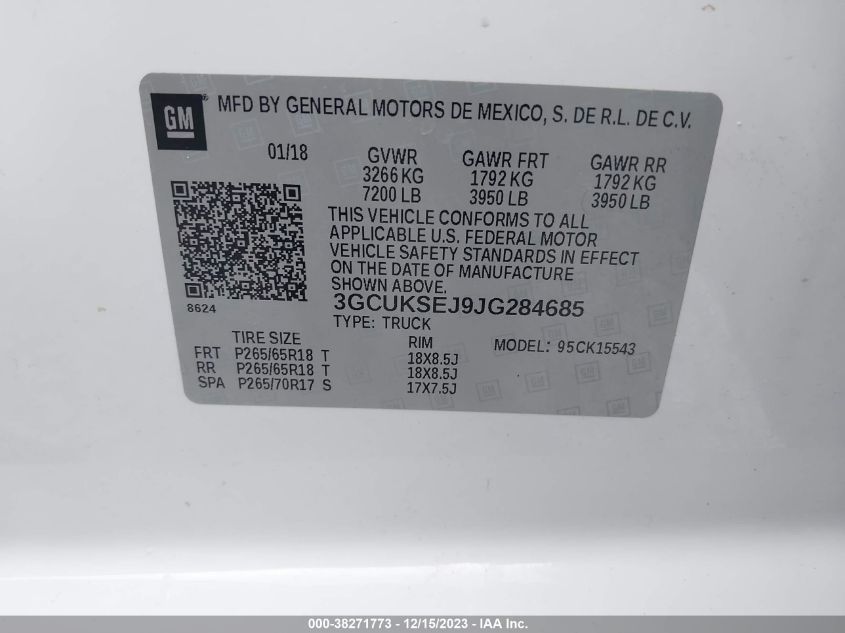 GM ® MFD BY GENERAL MOTORS DE MEXICO, S. DE R.L. DE C.V.
01/18 GVWR GAWR FRT GAWR RR
3266 KG 1792 KG 1792 KG
7200 LB 3950 LB 3950 LB
THIS VEHICLE CONFORMS TO ALL
APPLICABLE U.S. FEDERAL MOTOR
VEHICLE SAFETY STANDARDS IN EFFECT
ON THE DATE OF MANUFACTURE
SHOWN ABOVE.
8624 3GCUKSEJ9JG284685
TYPE: TRUCK
TIRE SIZE RIM MODEL: 95CK15543
FRT P265/65R18 T 18X8.5J
RR P265/65R18 T 18X8.5J
SPA P265/70R17 S 17X7.5J
000-38271773 - 12/15/2023 - IAA Inc.